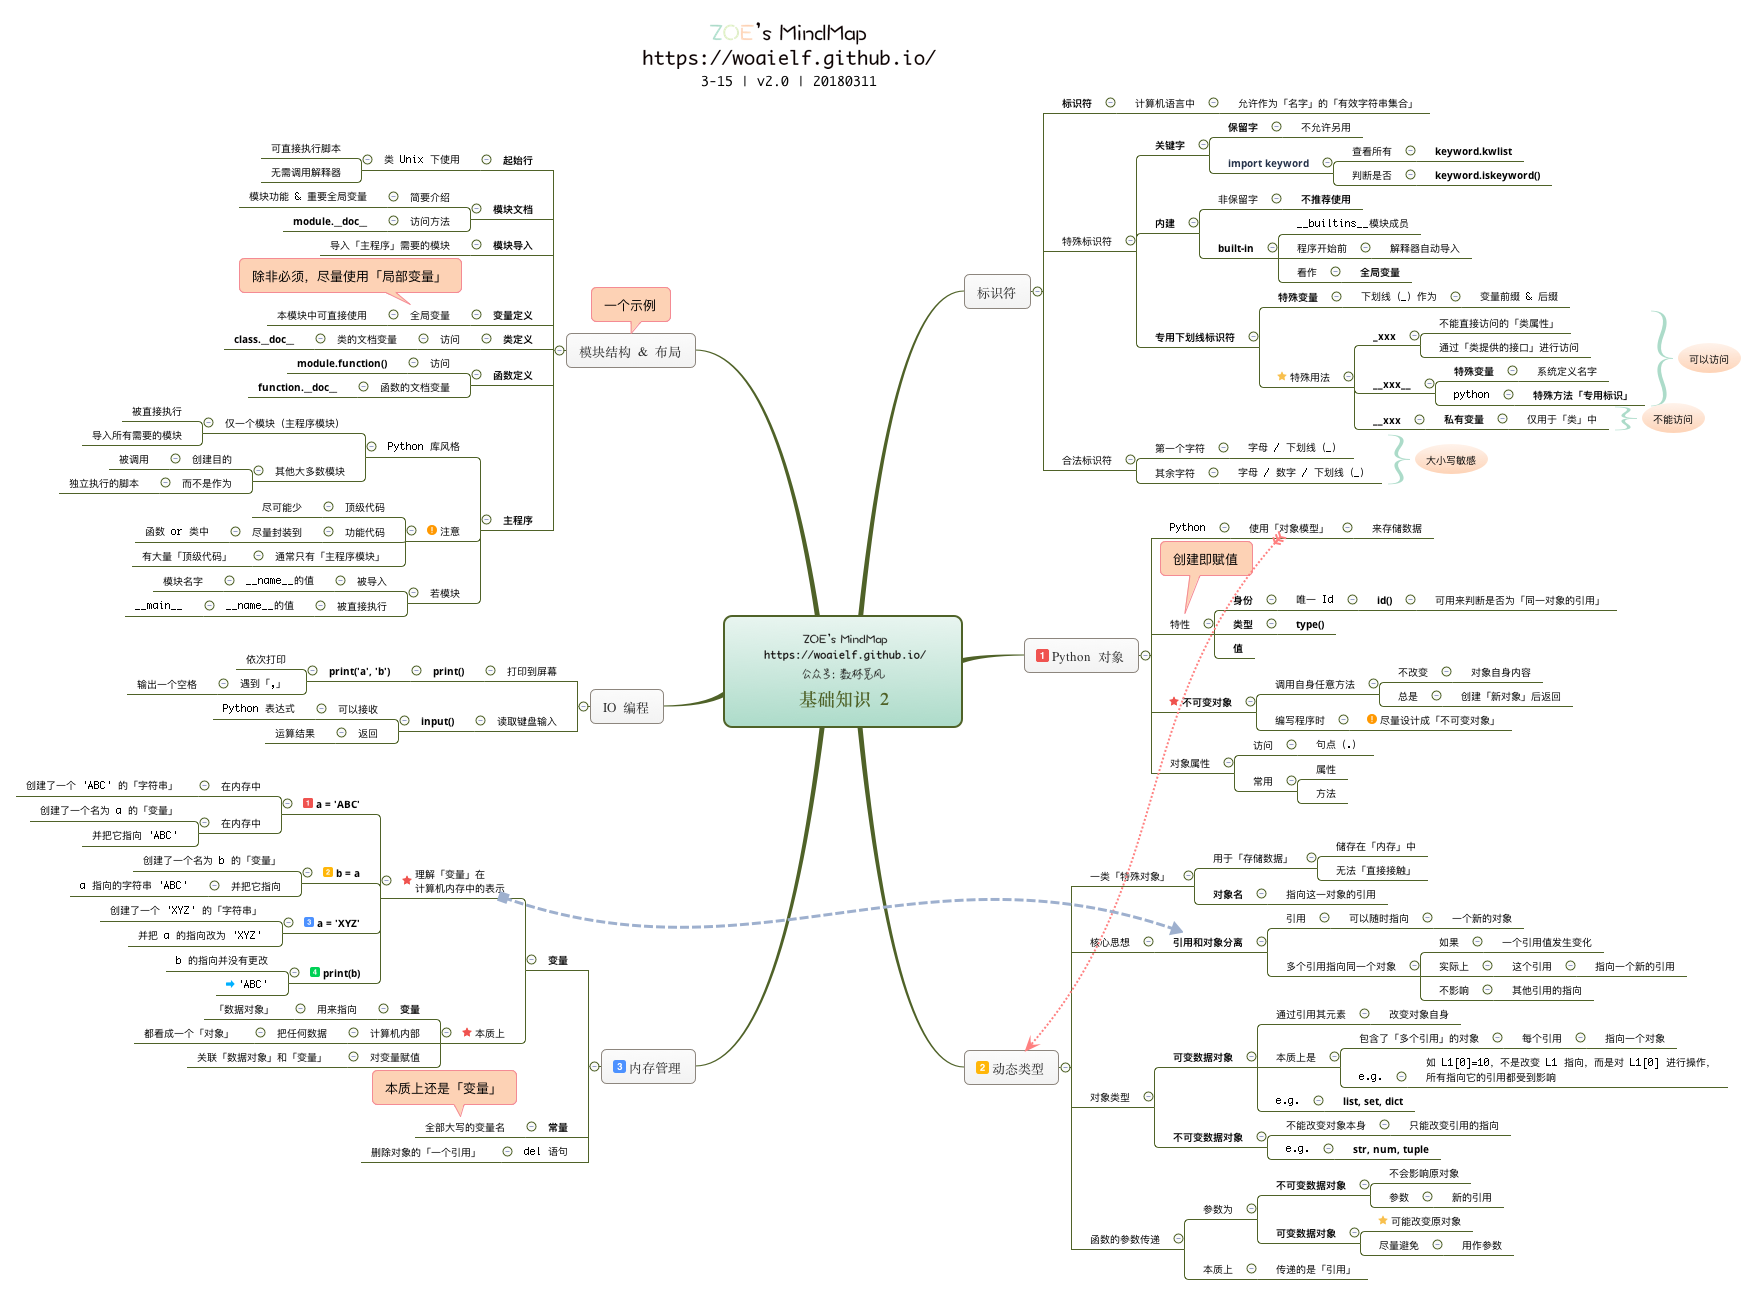 ZOE's MindMap
https://woaielf.github.io/
3-15 | v2.0 | 20180311
ZOE's MindMap
https://woaielf.github.io/
公众号: 数林觅风
基础知识 2
标识符
标识符 计算机语言中 允许作为「名字」的「有效字符串集合」
特殊标识符
关键字
保留字 不允许另用
import keyword
查看所有 keyword.kwlist
判断是否 keyword.iskeyword()
内建
非保留字 不推荐使用
built-in
__builtins__模块成员
程序开始前 解释器自动导入
看作 全局变量
专用下划线标识符
特殊变量 下划线 (_) 作为 变量前缀 & 后缀
特殊用法
_xxx
不能直接访问的「类属性」
通过「类提供的接口」进行访问
__xxx__
特殊变量 系统定义名字
python 特殊方法「专用标识」
可以访问
__xxx 私有变量 仅用于「类」中
不能访问
合法标识符
第一个字符 字母 / 下划线 (_)
其余字符 字母 / 数字 / 下划线 (_)
大小写敏感
1 Python 对象
Python 使用「对象模型」 来存储数据
创建即赋值
特性
身份 唯一 Id id() 可用来判断是否为「同一对象的引用」
类型 type()
值
不可变对象
调用自身任意方法
不改变 对象自身内容
总是 创建「新对象」后返回
编写程序时 尽量设计成「不可变对象」
对象属性
访问 句点 (.)
常用
属性
方法
2 动态类型
一类「特殊对象」
用于「存储数据」
储存在「内存」中
无法「直接接触」
对象名 指向这一对象的引用
核心思想 引用和对象分离
引用 可以随时指向 一个新的对象
多个引用指向同一个对象
如果 一个引用值发生变化
实际上 这个引用 指向一个新的引用
不影响 其他引用的指向
对象类型
可变数据对象
通过引用其元素 改变对象自身
本质上是
包含了「多个引用」的对象 每个引用 指向一个对象
e.g.
如 L1[0]=10, 不是改变 L1 指向, 而是对 L1[0] 进行操作,
所有指向它的引用都受到影响
e.g. list, set, dict
不可变数据对象
不能改变对象本身 只能改变引用的指向
e.g. str, num, tuple
函数的参数传递
参数为
不可变数据对象
不会影响原对象
参数 新的引用
可变数据对象
可能改变原对象
尽量避免 用作参数
本质上 传递的是「引用」
一个示例
模块结构 & 布局
起始行 类 Unix 下使用
可直接执行脚本
无需调用解释器
模块文档
简要介绍 模块功能 & 重要全局变量
访问方法 module.__doc__
模块导入 导入「主程序」需要的模块
除非必须, 尽量使用「局部变量」
变量定义 全局变量 本模块中可直接使用
类定义 访问 类的文档变量 class.__doc__
函数定义
访问 module.function()
函数的文档变量 function.__doc__
主程序
Python 库风格
仅一个模块 (主程序模块)
被直接执行
导入所有需要的模块
其他大多数模块
创建目的 被调用
而不是作为 独立执行的脚本
注意
顶级代码 尽可能少
功能代码 尽量封装到 函数 or 类中
通常只有「主程序模块」 有大量「顶级代码」
若模块
被导入 __name__的值 模块名字
被直接执行 __name__的值 __main__
IO 编程
打印到屏幕 print() print('a', 'b')
依次打印
遇到「,」 输出一个空格
读取键盘输入 input()
可以接收 Python 表达式
返回 运算结果
3 内存管理
变量
理解「变量」在
计算机内存中的表示
1 a = 'ABC'
在内存中 创建了一个 'ABC' 的「字符串」
在内存中
创建了一个名为 a 的「变量」
并把它指向 'ABC'
2 b = a
创建了一个名为 b 的「变量」
并把它指向 a 指向的字符串 'ABC'
3 a = 'XYZ'
创建了一个 'XYZ' 的「字符串」
并把 a 的指向改为 'XYZ'
4 print(b)
b 的指向并没有更改
'ABC'
本质上
变量 用来指向 「数据对象」
计算机内部 把任何数据 都看成一个「对象」
对变量赋值 关联「数据对象」和「变量」
本质上还是「变量」
常量 全部大写的变量名
del 语句 删除对象的「一个引用」